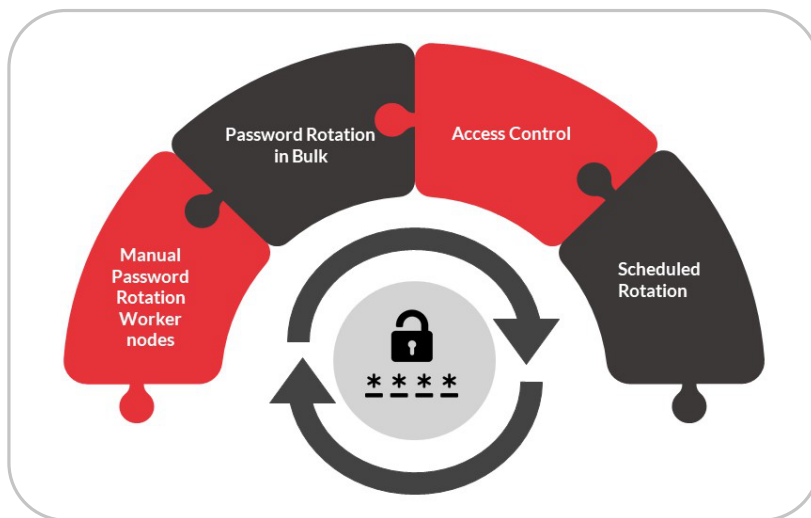 Manual
Password
Rotation
Worker
nodes
Password Rotation
in Bulk
Access Control
Scheduled
Rotation
* * * *